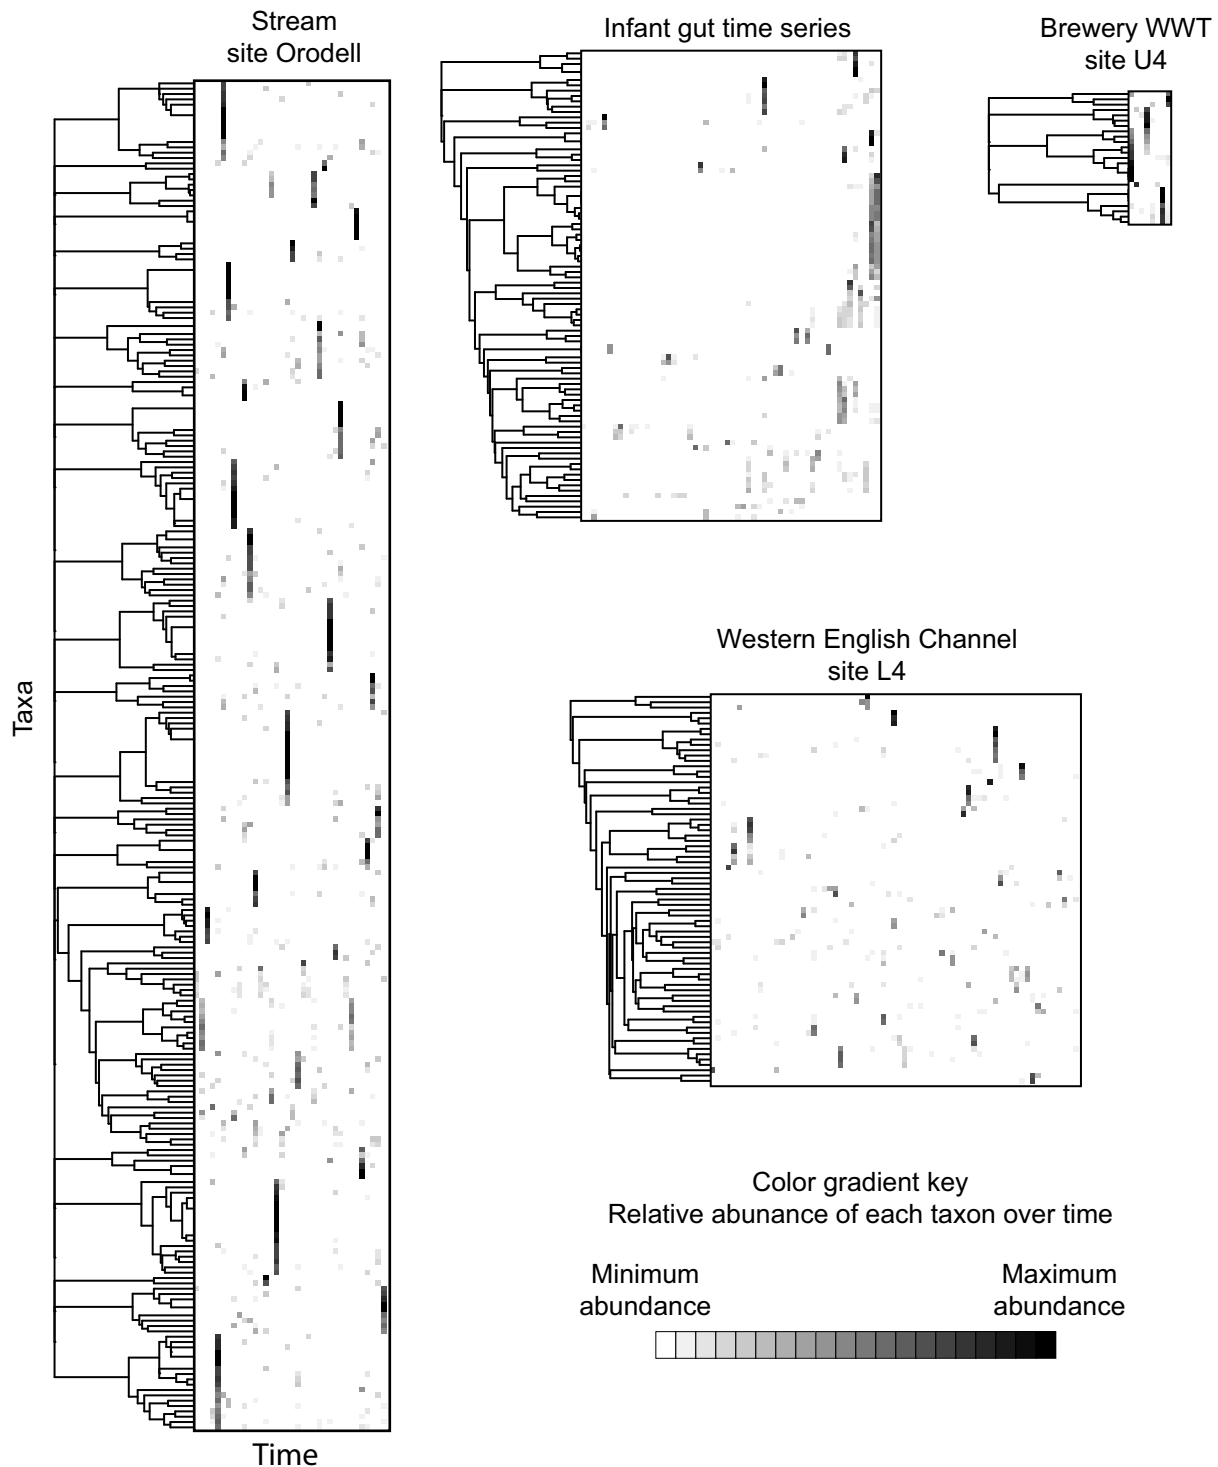 Stream
site Orodell
Infant gut time series
Brewery WWT
site U4
Taxa
Western English Channel
site L4
Color gradient key
Relative abunance of each taxon over time
Minimum
abundance
Maximum
abundance
Time